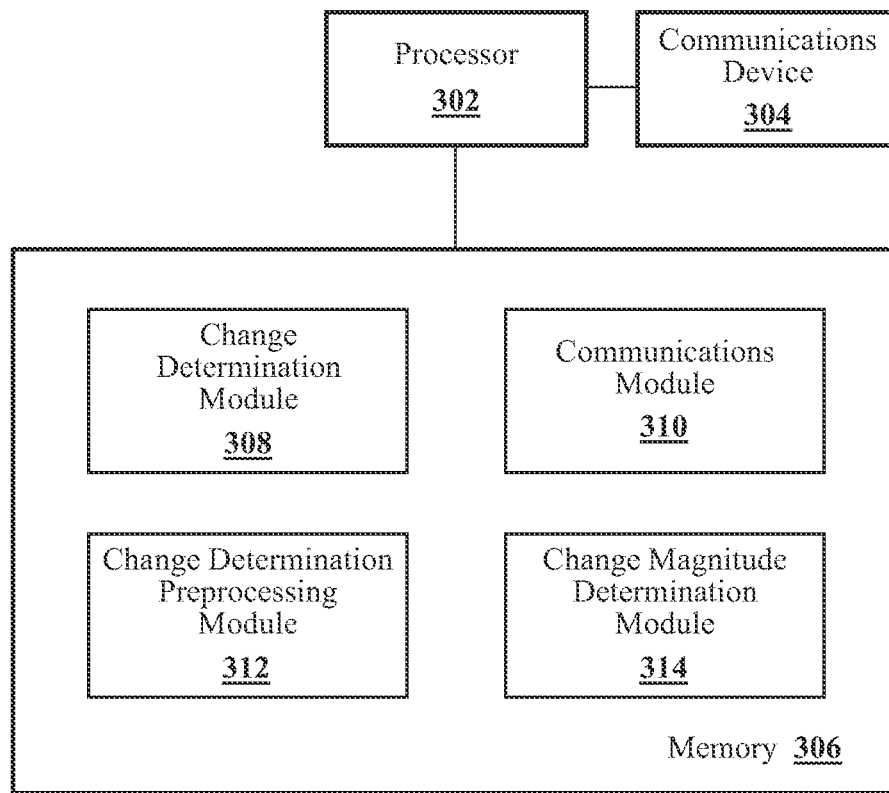 Processor
302
Communications
Device
304
Change
Determination
Module
308
Communications
Module
310
Change Determination
Preprocessing
Module
312
Change Magnitude
Determination
Module
314
Memory 306